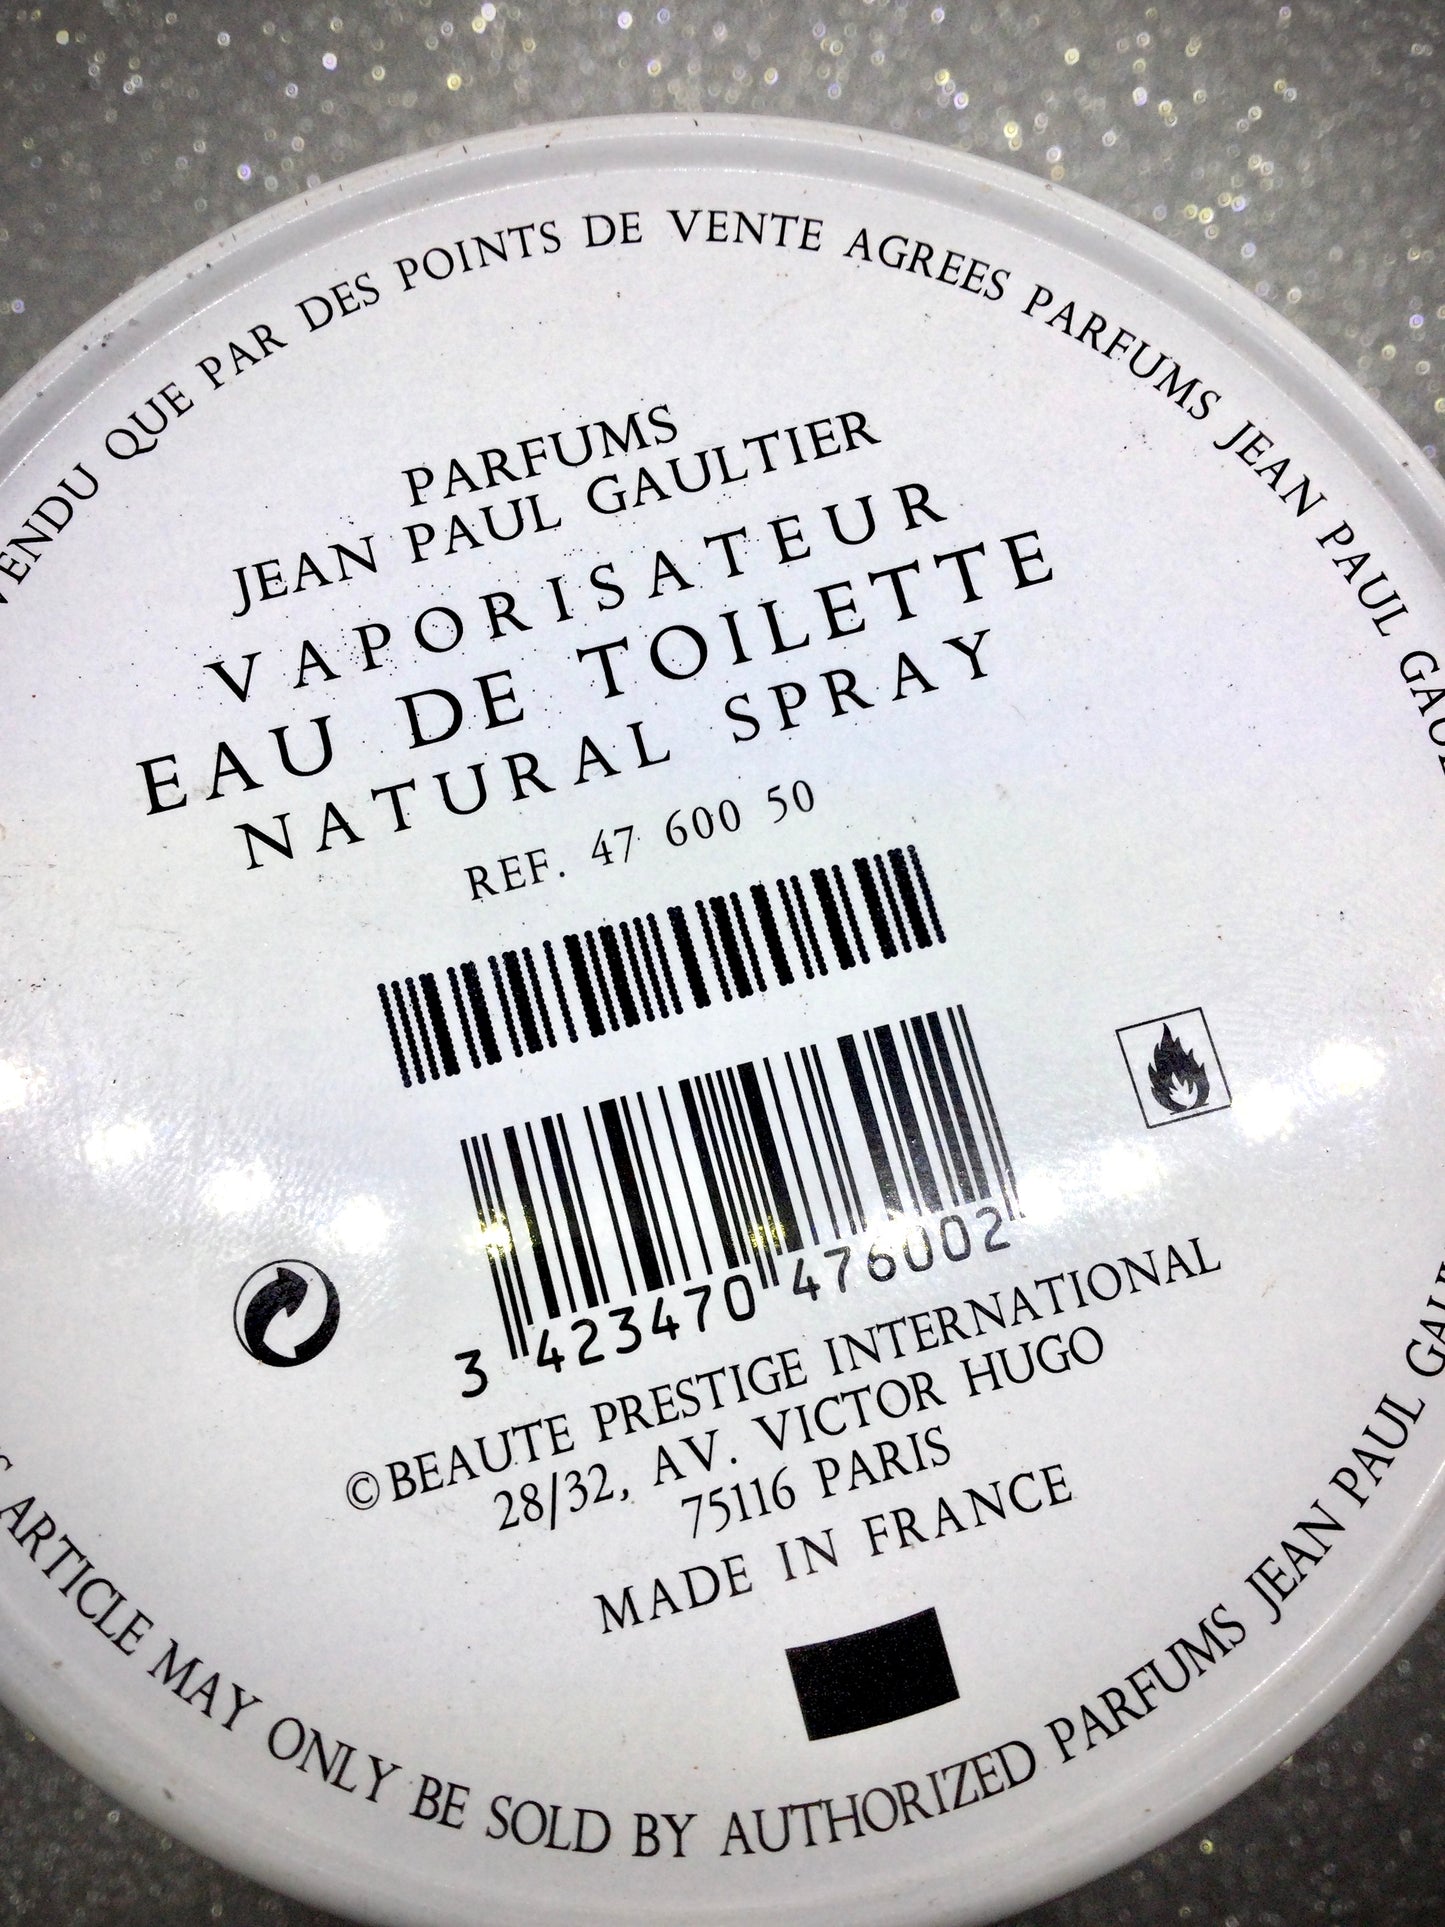 VENDU QUE PAR DES POINTS DE VENTE AGREES PARFUMS JEAN PAUL
PARFUMS
JEAN PAUL GAULTIER
VAPORISATEUR
EAU DE TOILETTE
NATURAL SPRAY
REF. 47 600 50
3 423470 476002
©BEAUTE PRESTIGE INTERNATIONAL
28/32, AV. VICTOR HUGO
75116 PARIS
MADE IN FRANCE
ARTICLE MAY ONLY BE SOLD BY AUTHORIZED PARFUMS JEAN PAUL